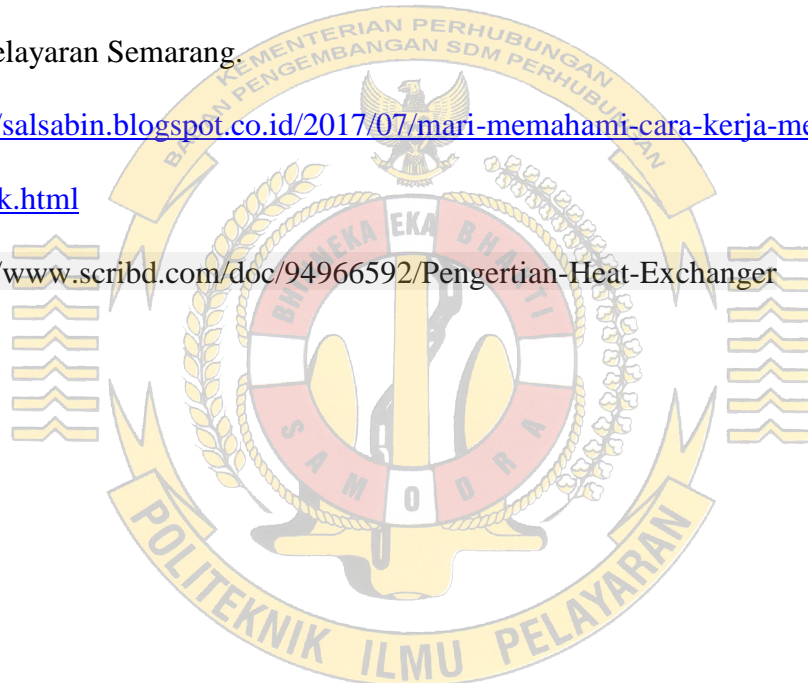 elayaran Semarang.
/salsabin.blogspot.co.id/2017/07/mari-memahami-cara-kerja-me
k.html
/www.scribd.com/doc/94966592/Pengertian-Heat-Exchanger
KEMENTERIAN PERHUBUNGAN
BADAN PENGEMBANGAN SDM PERHUBUNGAN
BHINEKA EKA BHAKTI
SAMODRA
POLITEKNIK ILMU PELAYARAN